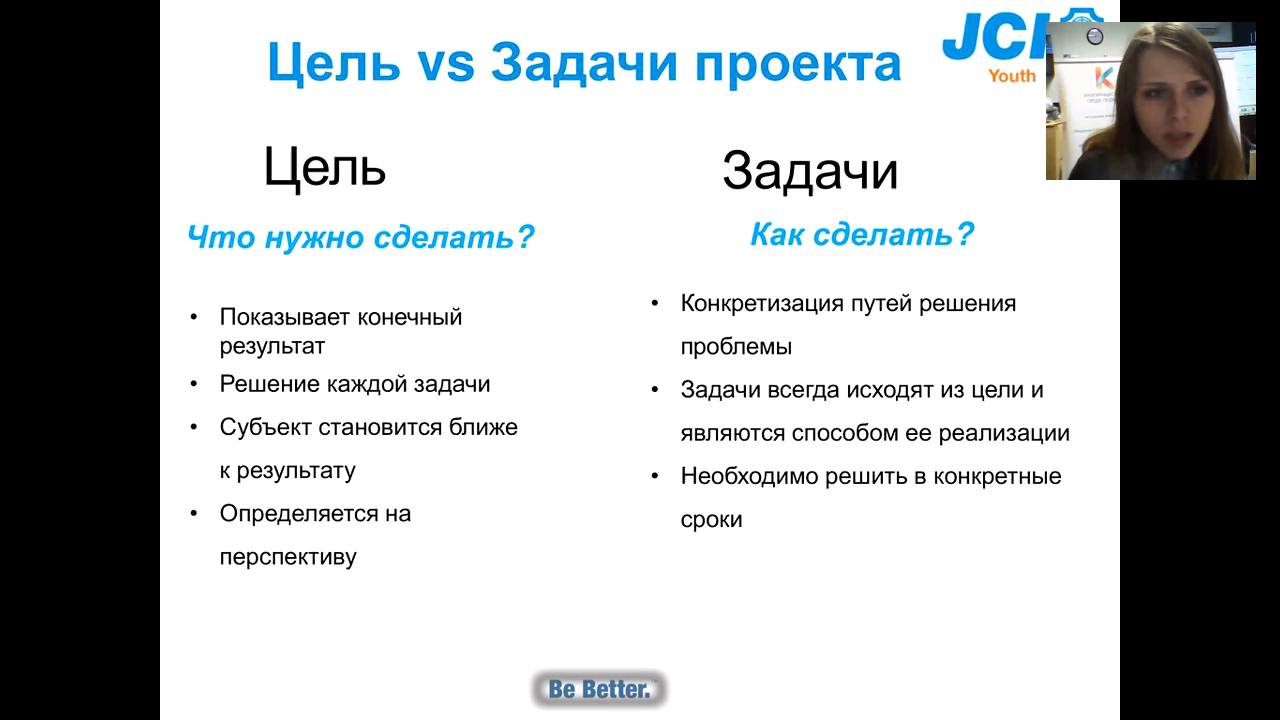 Цель vs Задачи проекта
JCI
Youth
Цель
Задачи
Что нужно сделать?
Как сделать?
• Показывает конечный
результат
• Решение каждой задачи
• Субъект становится ближе
к результату
• Определяется на
перспективу
• Конкретизация путей решения
проблемы
• Задачи всегда исходят из цели и
являются способом ее реализации
• Необходимо решить в конкретные
сроки
Be Better.